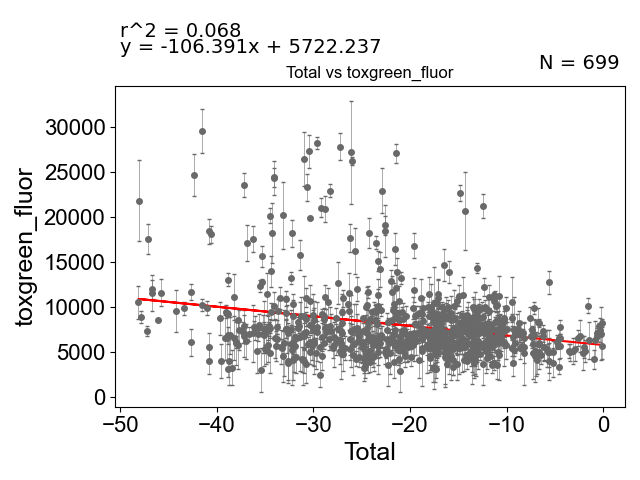 r^2 = 0.068
y = -106.391x + 5722.237
N = 699
Total vs toxgreen_fluor
toxgreen_fluor
30000
25000
20000
15000
10000
5000
0
−50
−40
−30
−20
−10
0
Total